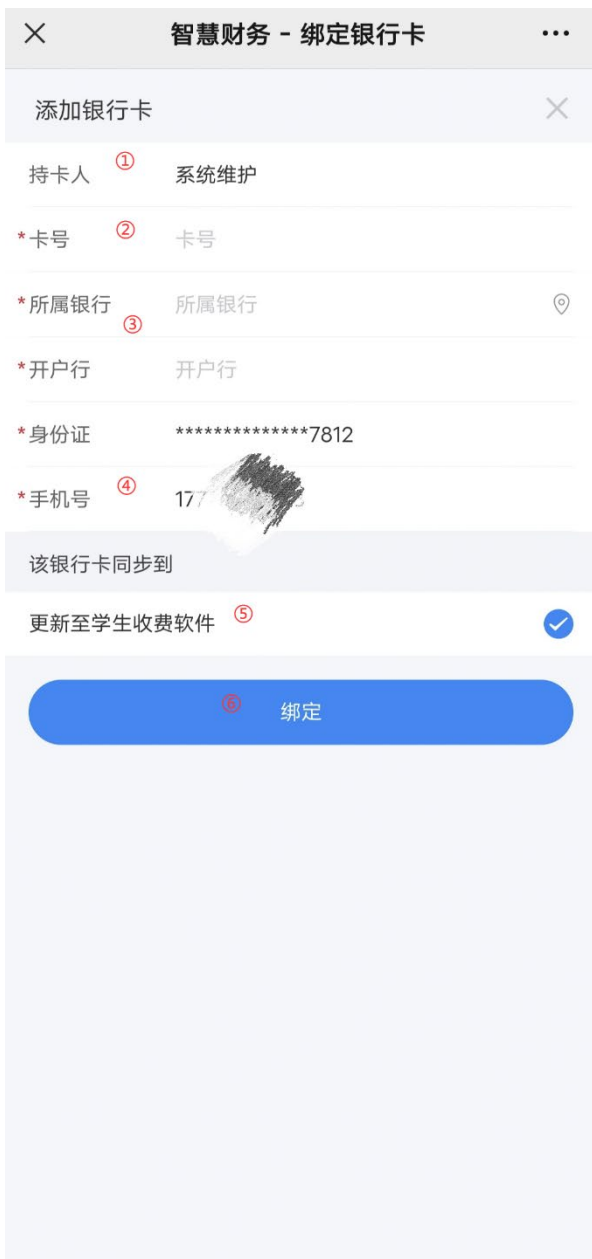 智慧财务 - 绑定银行卡
添加银行卡
持卡人 ① 系统维护
*卡号 ② 卡号
*所属银行 所属银行
③
*开户行 开户行
*身份证 **************7812
*手机号 ④ 177
该银行卡同步到
更新至学生收费软件 ⑤
⑥ 绑定